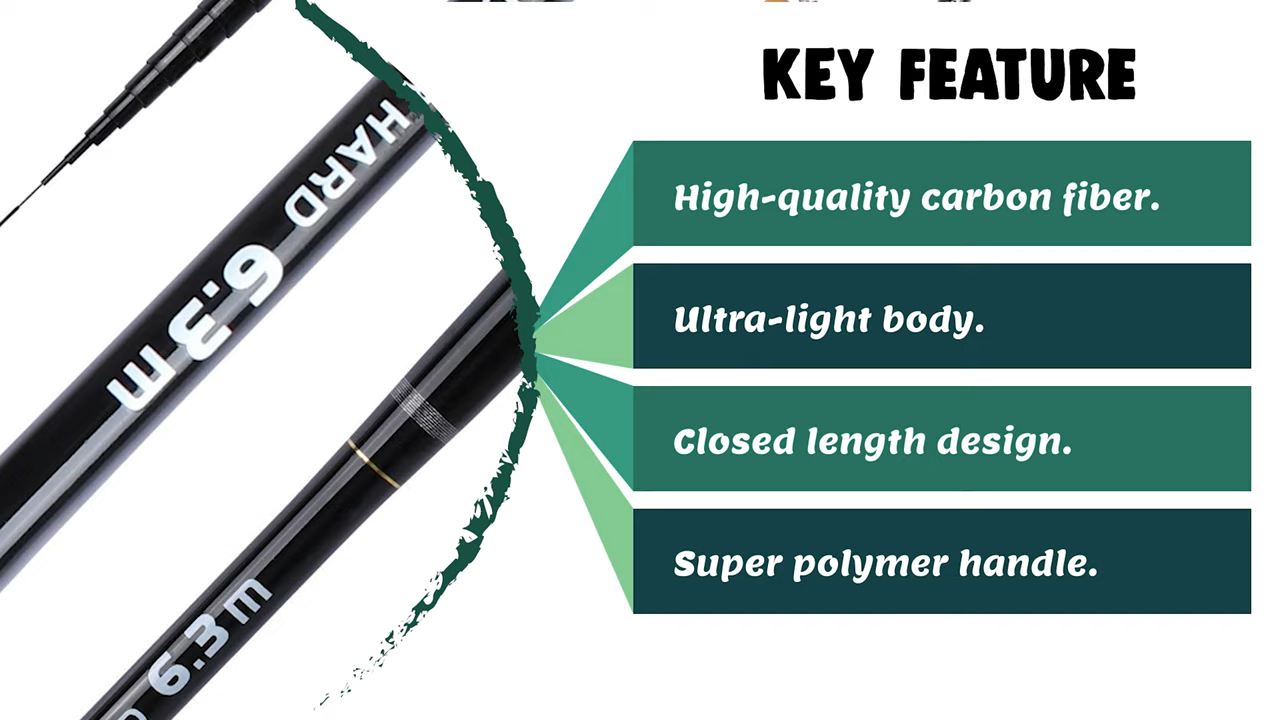 KEY FEATURE
HARD 6.3m
High-quality carbon fiber.
Ultra-light body.
Closed length design.
Super polymer handle.
6.3m